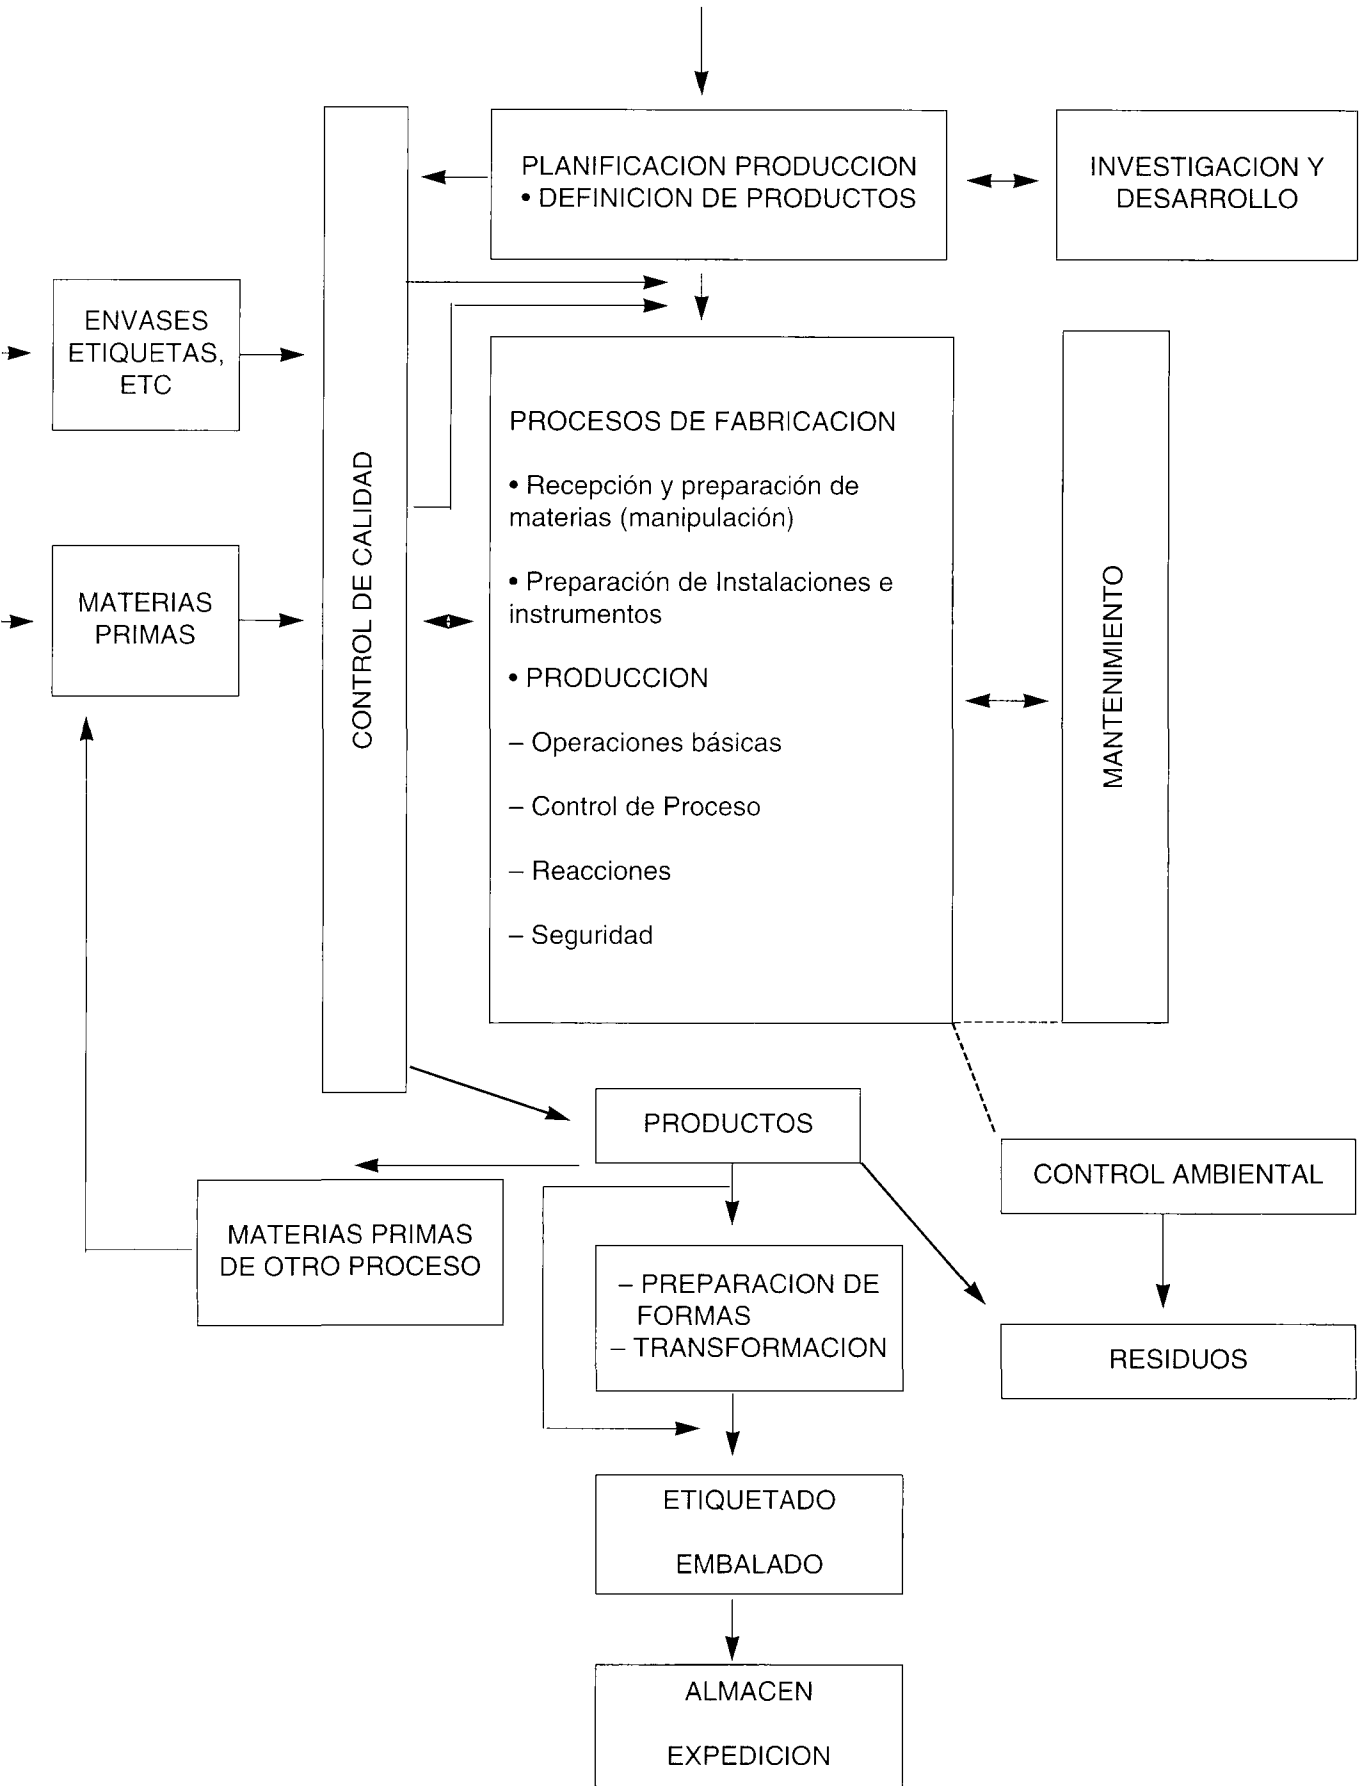 PLANIFICACION PRODUCCION
• DEFINICION DE PRODUCTOS
INVESTIGACION Y
DESARROLLO
ENVASES
ETIQUETAS,
ETC
MATERIAS
PRIMAS
CONTROL DE CALIDAD
PROCESOS DE FABRICACION
• Recepción y preparación de
materias (manipulación)
• Preparación de Instalaciones e
instrumentos
• PRODUCCION
– Operaciones básicas
– Control de Proceso
– Reacciones
– Seguridad
MANTENIMIENTO
PRODUCTOS
CONTROL AMBIENTAL
MATERIAS PRIMAS
DE OTRO PROCESO
– PREPARACION DE
FORMAS
– TRANSFORMACION
RESIDUOS
ETIQUETADO
EMBALADO
ALMACEN
EXPEDICION